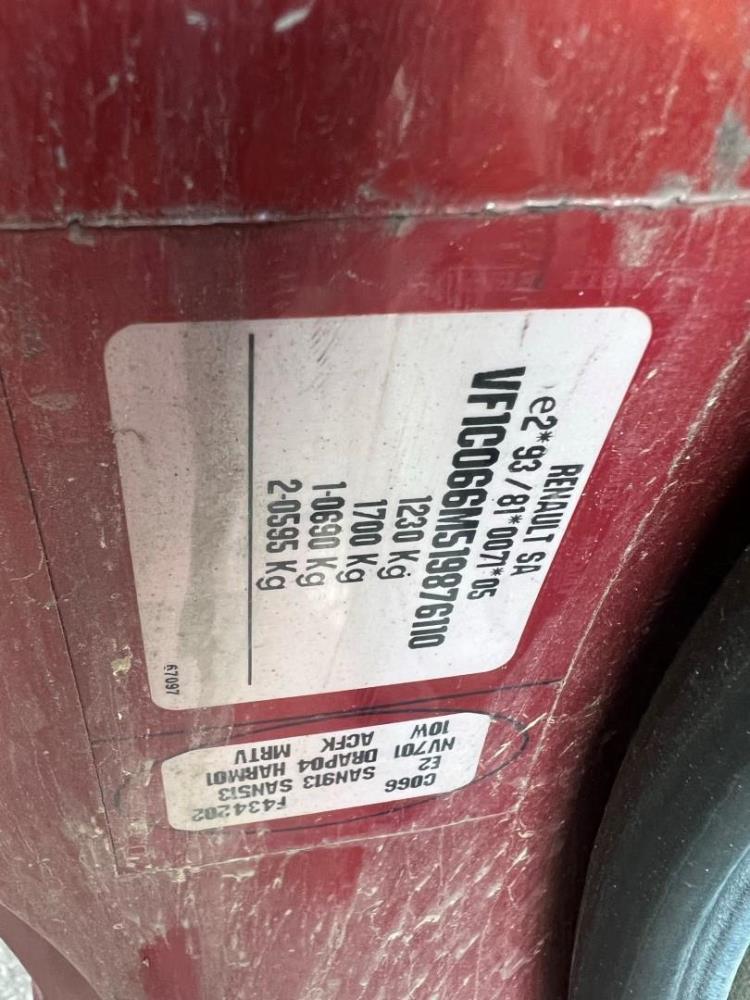 RENAULT SA
e2*93/81*0071*05
VF1C066M519876110
1230 Kg
1700 Kg
1-0690 Kg
2-0595 Kg
67097
C066 F434202
E2 SAN913 SAN513
NV701 DRAP04 HARM01
10W ACFK MRTV